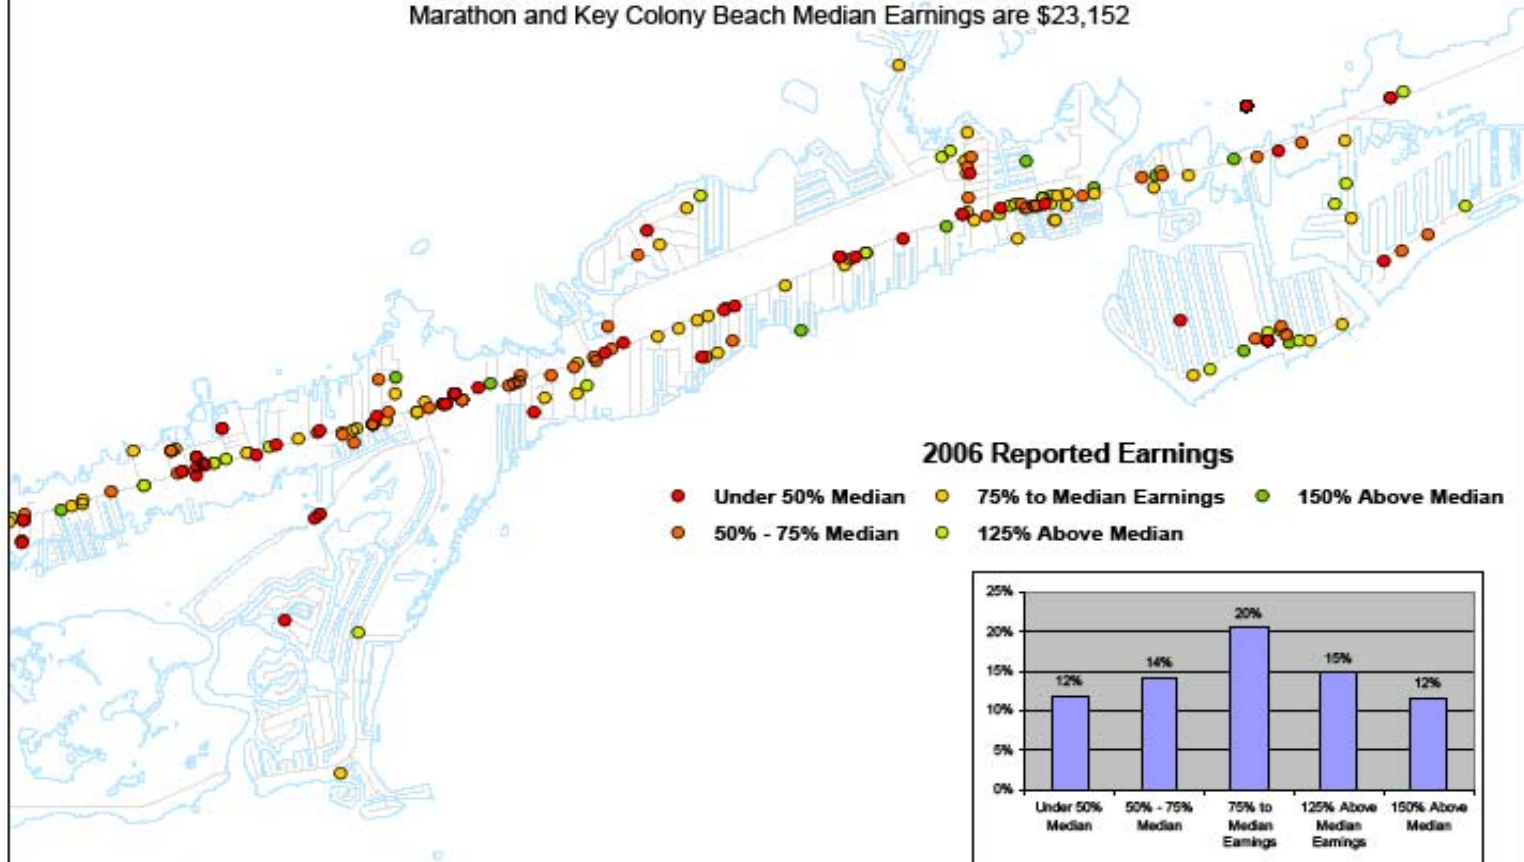 Marathon and Key Colony Beach Median Earnings are $23,152
2006 Reported Earnings
Under 50% Median
75% to Median Earnings
150% Above Median
50% - 75% Median
125% Above Median
25%
20%
15%
10%
5%
0%
12%
14%
20%
15%
12%
Under 50%
Median
50% - 75%
Median
75% to
Median
Earnings
125% Above
Median
Earnings
150% Above
Median